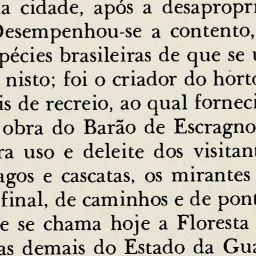 a cidade, após a desapropri
Desempenhou-se a contento,
pécies brasileiras de que se u
nisto; foi o criador do horto
is de recreio, ao qual forneci
obra do Barão de Escragno
ra uso e deleite dos visitant
agos e cascatas, os mirantes
final, de caminhos e de pont
e se chama hoje a Floresta
as demais do Estado da Gua